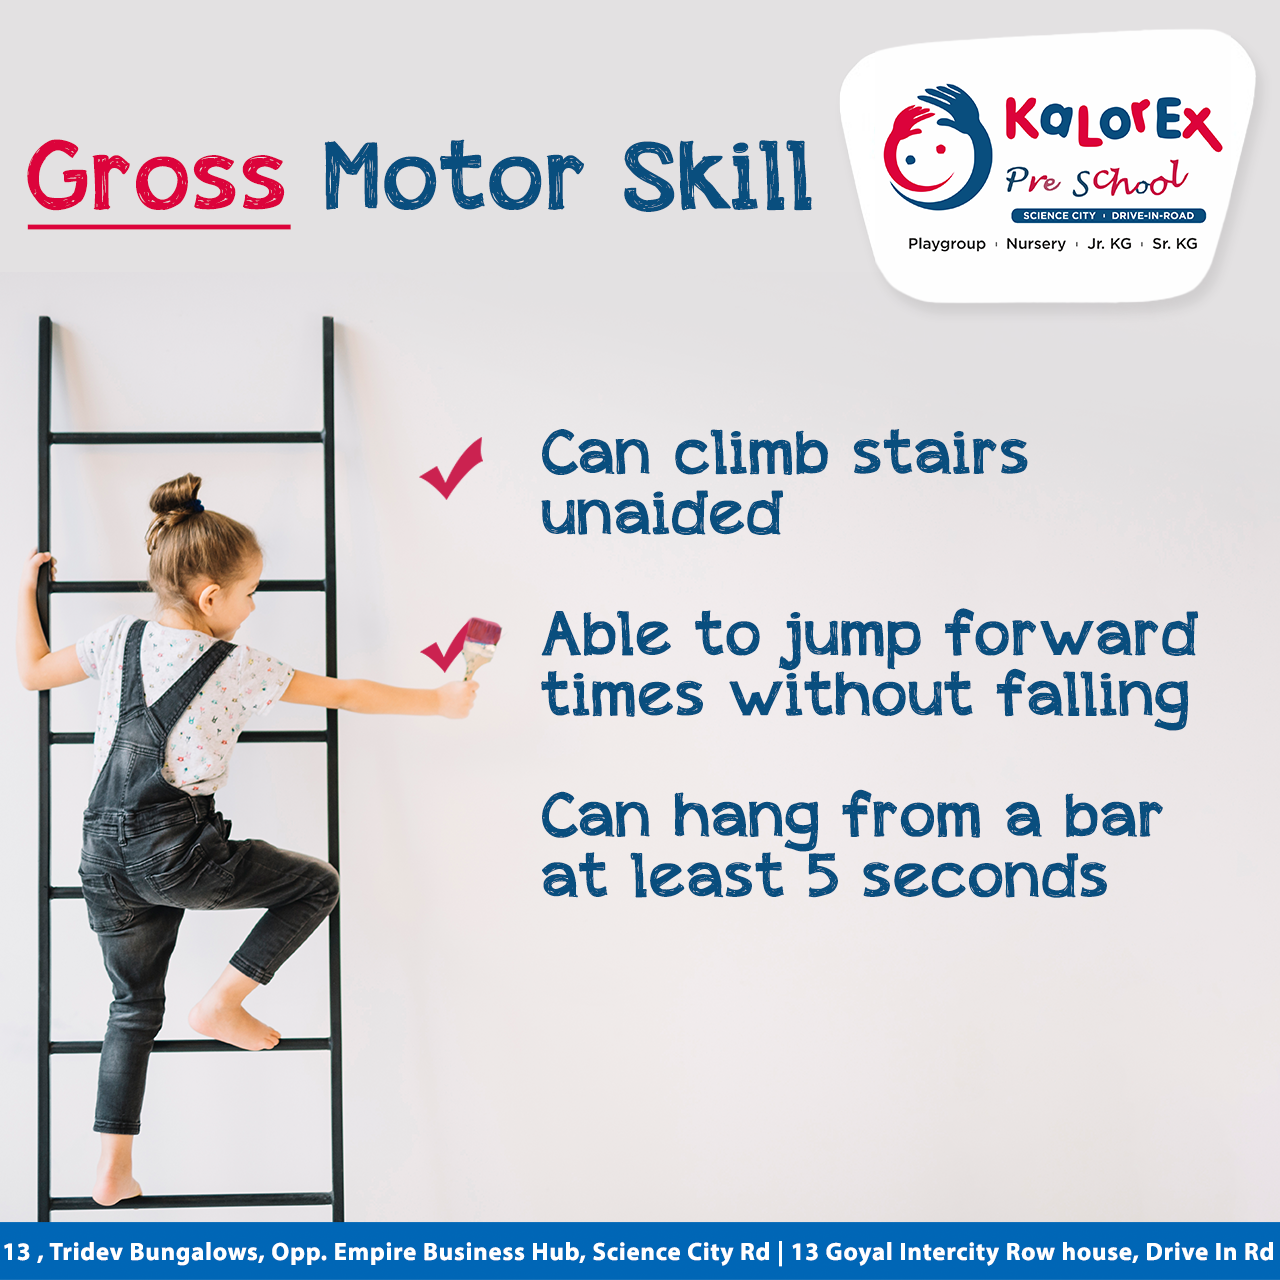 Gross Motor Skill
KaLorEx
Pre School
SCIENCE CITY | DRIVE-IN-ROAD
Playgroup | Nursery | Jr. KG | Sr. KG
Can climb stairs
unaided
Able to jump forward
times without falling
Can hang from a bar
at least 5 seconds
13 , Tridev Bungalows, Opp. Empire Business Hub, Science City Rd | 13 Goyal Intercity Row house, Drive In Rd